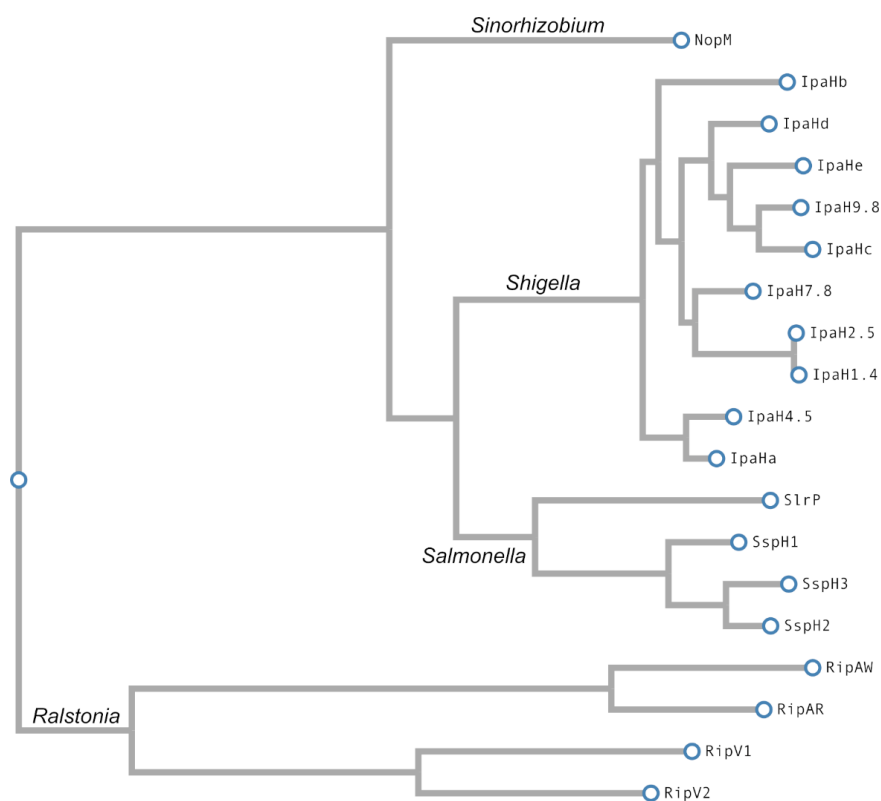 Sinorhizobium
NopM
IpaHb
IpaHd
IpaHe
IpaH9.8
IpaHc
Shigella
IpaH7.8
IpaH2.5
IpaH1.4
IpaH4.5
IpaHa
SlrP
SspH1
Salmonella
SspH3
SspH2
RipAW
Ralstonia
RipAR
RipV1
RipV2